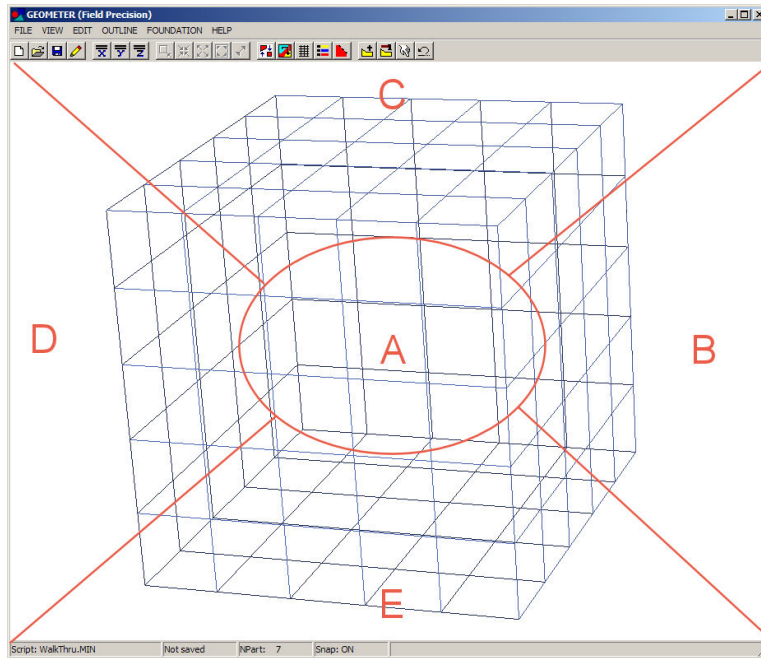 GEOMETER (Field Precision)
FILE VIEW EDIT OUTLINE FOUNDATION HELP
X Y Z
C
D
A
B
E
Script: WalkThru.MIN Not saved NPart: 7 Snap: ON